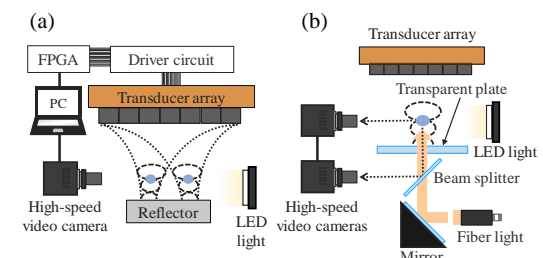 (a)
FPGA
Driver circuit
PC
Transducer array
High-speed
video camera
Reflector
LED
light
(b)
Transducer array
Transparent plate
LED light
Beam splitter
High-speed
video cameras
Fiber light
Mirror